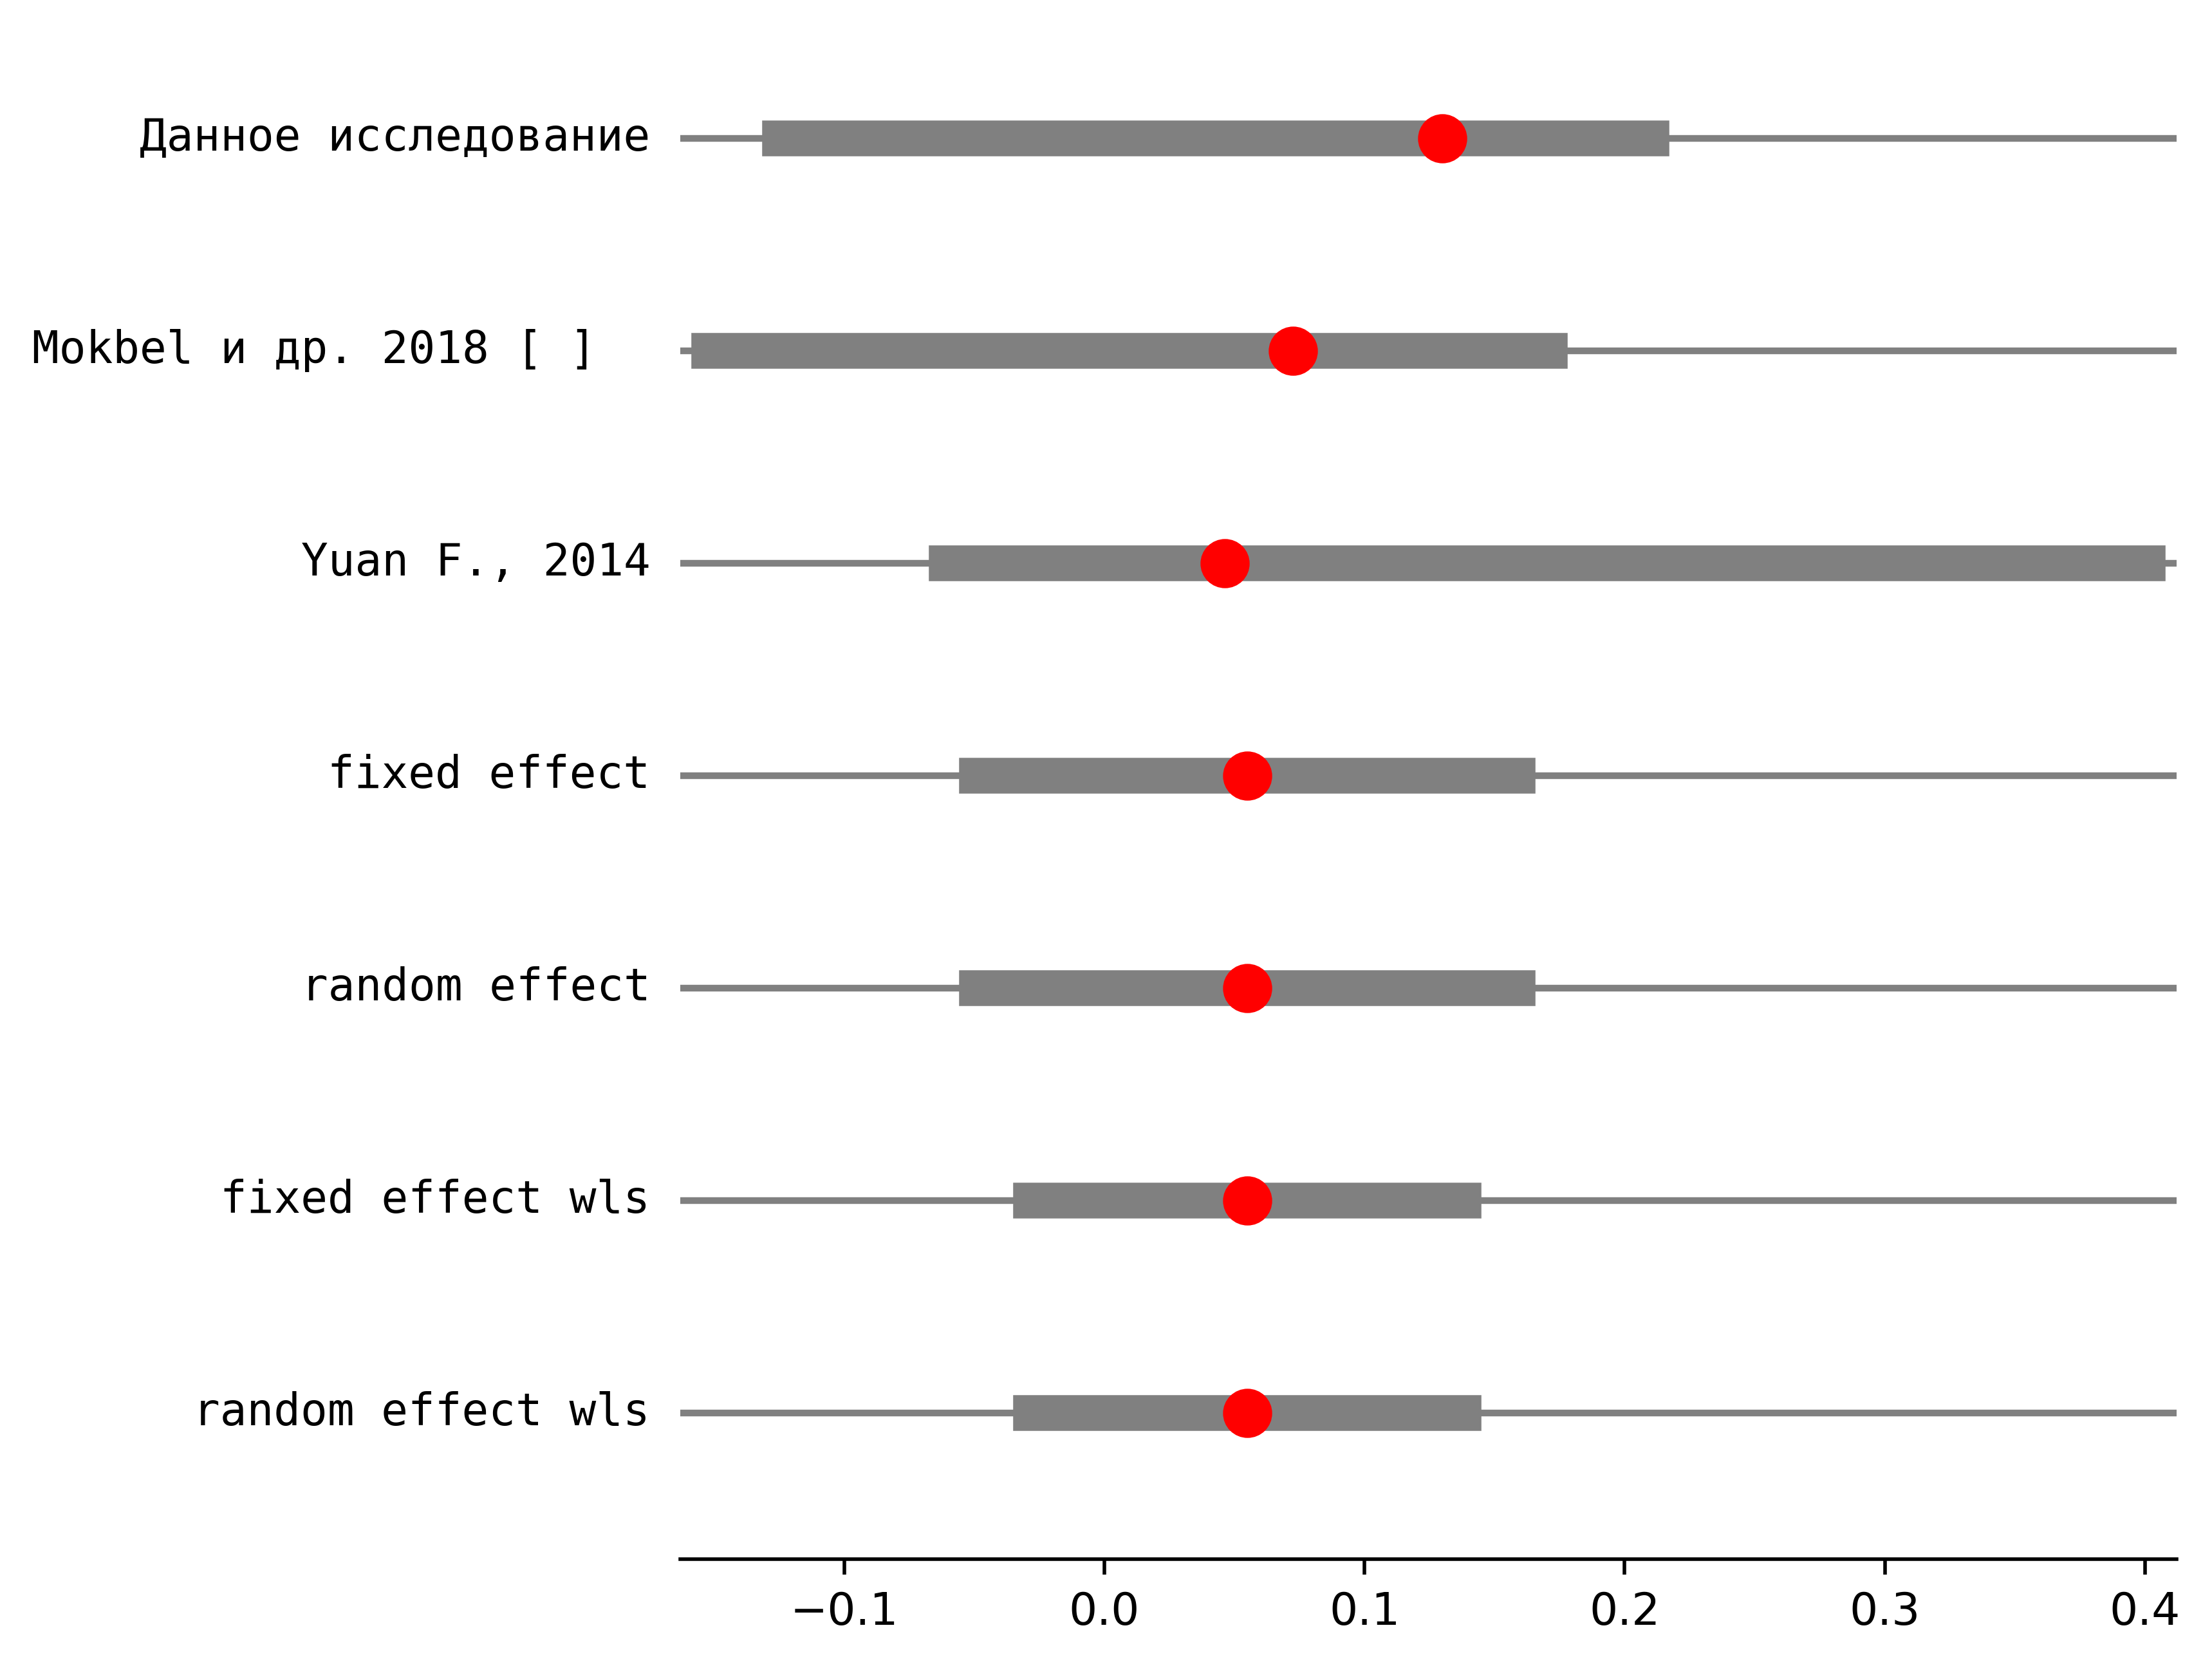 Данное исследование
Mokbel и др. 2018 [ ]
Yuan F., 2014
fixed effect
random effect
fixed effect wls
random effect wls
−0.1 0.0 0.1 0.2 0.3 0.4